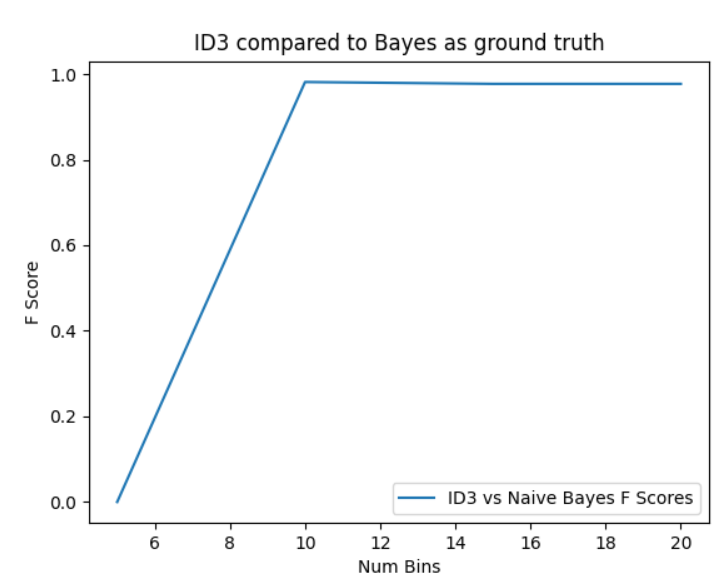 ID3 compared to Bayes as ground truth
1.0
0.8
0.6
0.4
0.2
0.0
F Score
ID3 vs Naive Bayes F Scores
6 8 10 12 14 16 18 20
Num Bins